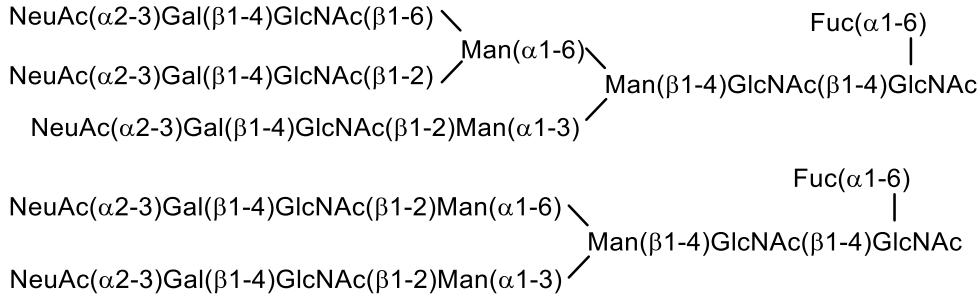 NeuAc(α2-3)Gal(β1-4)GlcNAc(β1-6)
Fuc(α1-6)
Man(α1-6)
NeuAc(α2-3)Gal(β1-4)GlcNAc(β1-2)
Man(β1-4)GlcNAc(β1-4)GlcNAc
NeuAc(α2-3)Gal(β1-4)GlcNAc(β1-2)Man(α1-3)
Fuc(α1-6)
NeuAc(α2-3)Gal(β1-4)GlcNAc(β1-2)Man(α1-6)
Man(β1-4)GlcNAc(β1-4)GlcNAc
NeuAc(α2-3)Gal(β1-4)GlcNAc(β1-2)Man(α1-3)